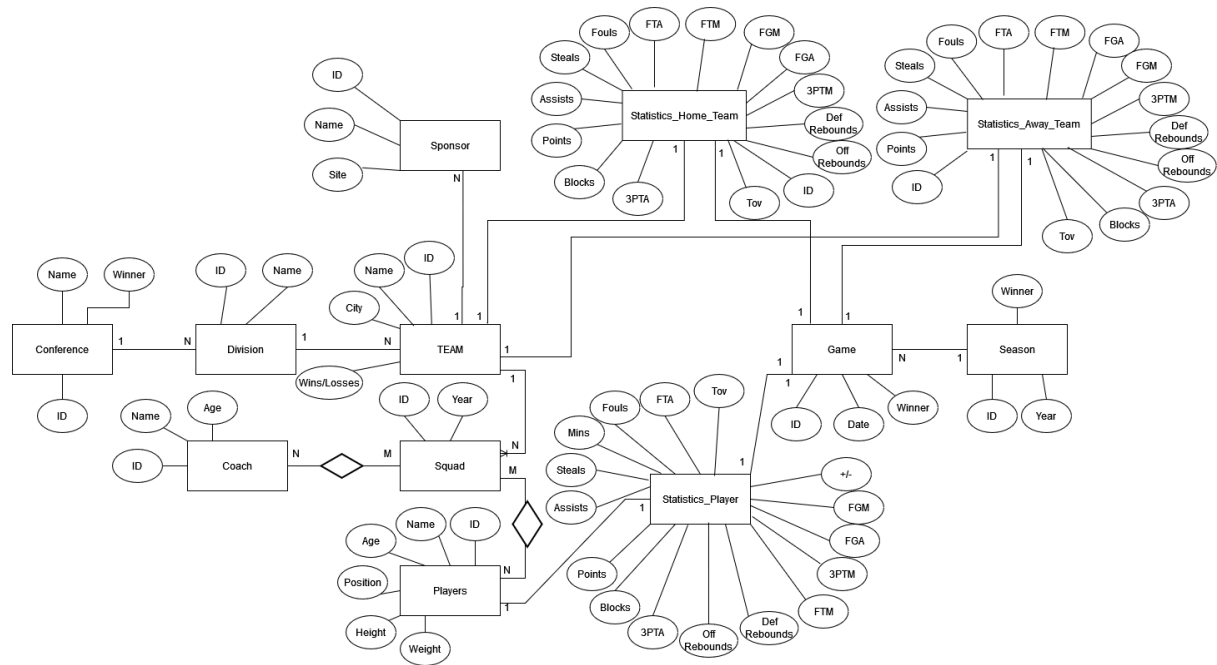 Fouls
FTA
FTM
FGM
FGA
Steals
3PTM
Assists
Statistics_Home_Team
Def
Rebounds
Points
Off
Rebounds
Blocks
3PTA
Tov
ID
1
1
Fouls
FTA
FTM
FGA
FGM
Steals
3PTM
Assists
Statistics_Away_Team
Def
Rebounds
Points
Off
Rebounds
ID
3PTA
Blocks
Tov
1
1
ID
Name
Sponsor
Site
N
Name
Winner
Conference
1
ID
ID
Name
N
Division
1
Name
ID
City
1
1
N
TEAM
1
Wins/Losses
1
1
1
Game
N
1
1
ID
Date
Winner
Winner
1
Season
ID
Year
Name
Age
ID
Coach
N
ID
Year
M
Squad
N
M
Name
ID
Age
Position
Players
N
1
Height
Weight
Fouls
FTA
Tov
Mins
Steals
1
+/-
Assists
1
Statistics_Player
FGM
FGA
Points
3PTM
Blocks
FTM
3PTA
Off
Rebounds
Def
Rebounds